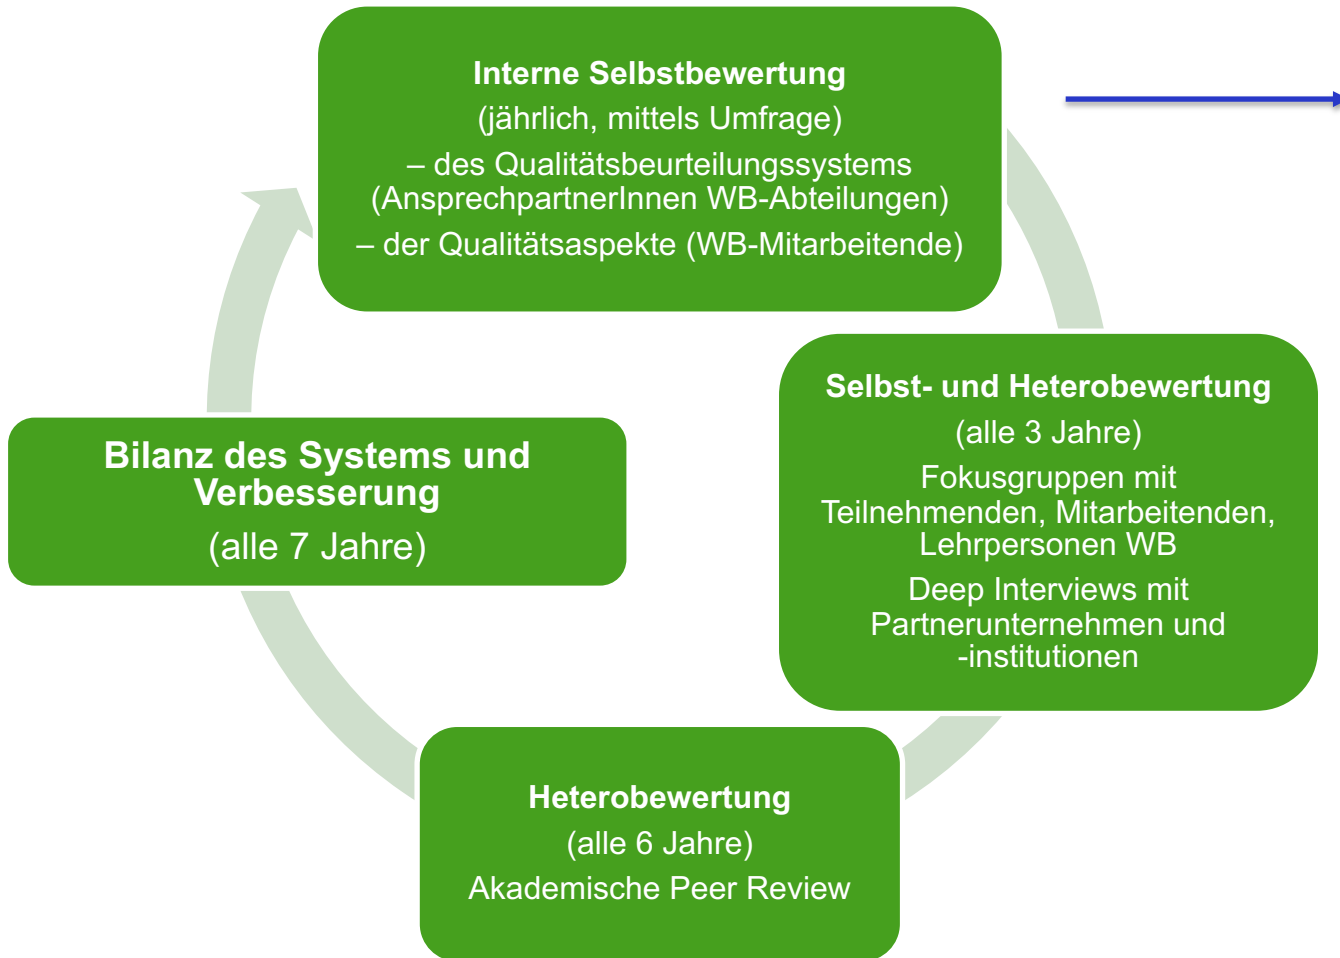 Interne Selbstbewertung
(jährlich, mittels Umfrage)
– des Qualitätsbeurteilungssystems
(AnsprechpartnerInnen WB-Abteilungen)
– der Qualitätsaspekte (WB-Mitarbeitende)
Selbst- und Heterobewertung
(alle 3 Jahre)
Fokusgruppen mit
Teilnehmenden, Mitarbeitenden,
Lehrpersonen WB
Deep Interviews mit
Partnerunternehmen und
-institutionen
Heterobewertung
(alle 6 Jahre)
Akademische Peer Review
Bilanz des Systems und
Verbesserung
(alle 7 Jahre)